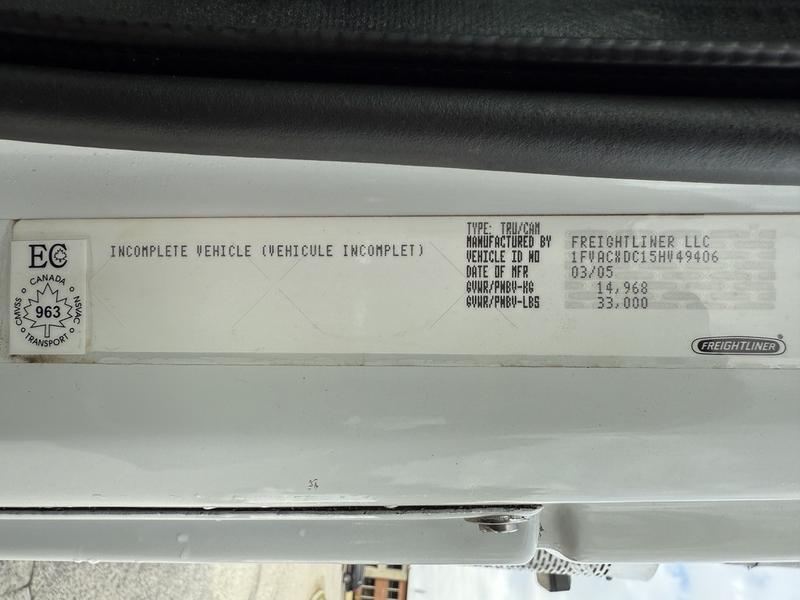 EC
CANADA
CMVSS
963
NSVAC
TRANSPORT
INCOMPLETE VEHICLE (VEHICULE INCOMPLET)
TYPE: TRU/CAM
MANUFACTURED BY FREIGHTLINER LLC
VEHICLE ID NO 1FVACXDC15HV49406
DATE OF MFR 03/05
GVWR/PNBV-KG 14,968
GVWR/PNBV-LBS 33,000
FREIGHTLINER